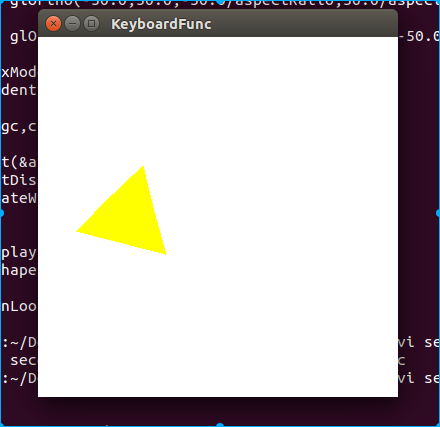 glOrtho(-50.0,50.0,-50.0/aspectRatio,50.0/aspect
KeyboardFunc
glO -50.0
xMod
dent
gc,c
t(&a
tDis
ateW
play
hape
nLoo
:~/D vi se
sec c
:~/D vi se